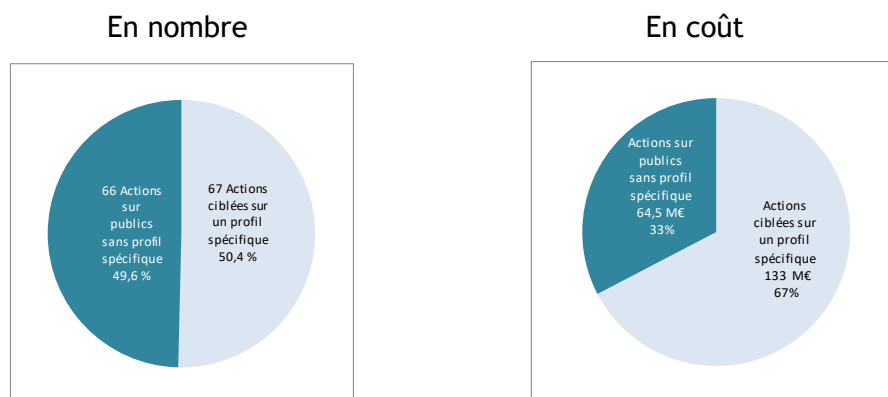 En nombre
66 Actions
sur
publics
sans profil
spécifique
49,6 %
67 Actions
ciblées sur
un profil
spécifique
50,4 %
En coût
Actions sur
publics
sans profil
spécifique
64,5 M€
33%
Actions
ciblées sur
un profil
spécifique
133 M€
67%